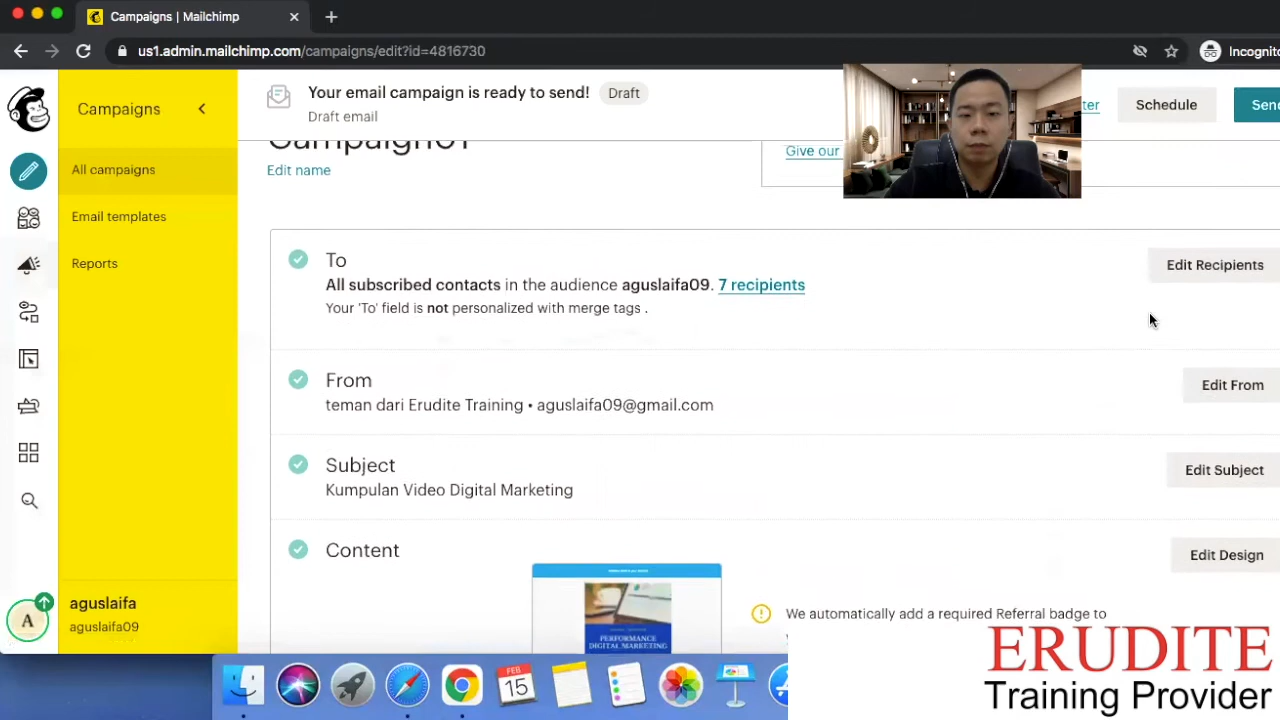 Campaigns | Mailchimp
us1.admin.mailchimp.com/campaigns/edit?id=4816730
Incognito
Campaigns
Your email campaign is ready to send!
Draft
Draft email
Schedule
Campaign01
Edit name
Give our
All campaigns
Email templates
Reports
To
All subscribed contacts in the audience aguslaifa09. 7 recipients
Your 'To' field is not personalized with merge tags .
Edit Recipients
From
teman dari Erudite Training • aguslaifa09@gmail.com
Edit From
Subject
Kumpulan Video Digital Marketing
Edit Subject
Content
Edit Design
PERFORMANCE
DIGITAL MARKETING
We automatically add a required Referral badge to
A
aguslaifa
aguslaifa09
FEB
15
ERUDITE
Training Provider